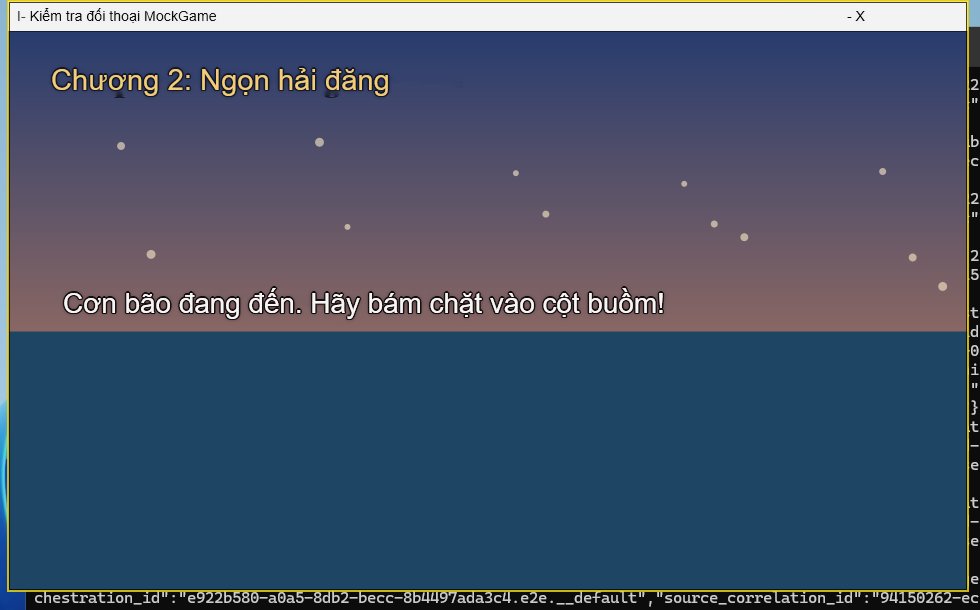 I- Kiểm tra đối thoại MockGame - X
Chương 2: Ngọn hải đăng
Cơn bão đang đến. Hãy bám chặt vào cột buồm!
chestration_id":"e922b580-a0a5-8db2-becc-8b4497ada3c4.e2e.__default","source_correlation_id":"94150262-e